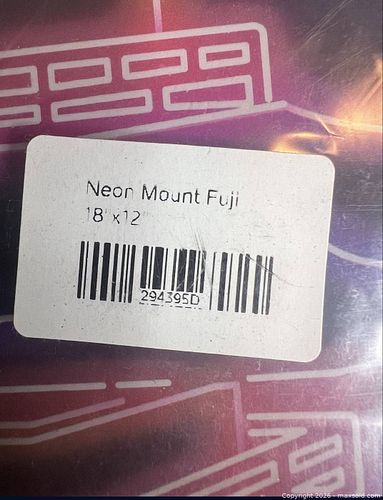 Neon Mount Fuji
18" x12"
294395D
Copyright 2026 - maxsold.com